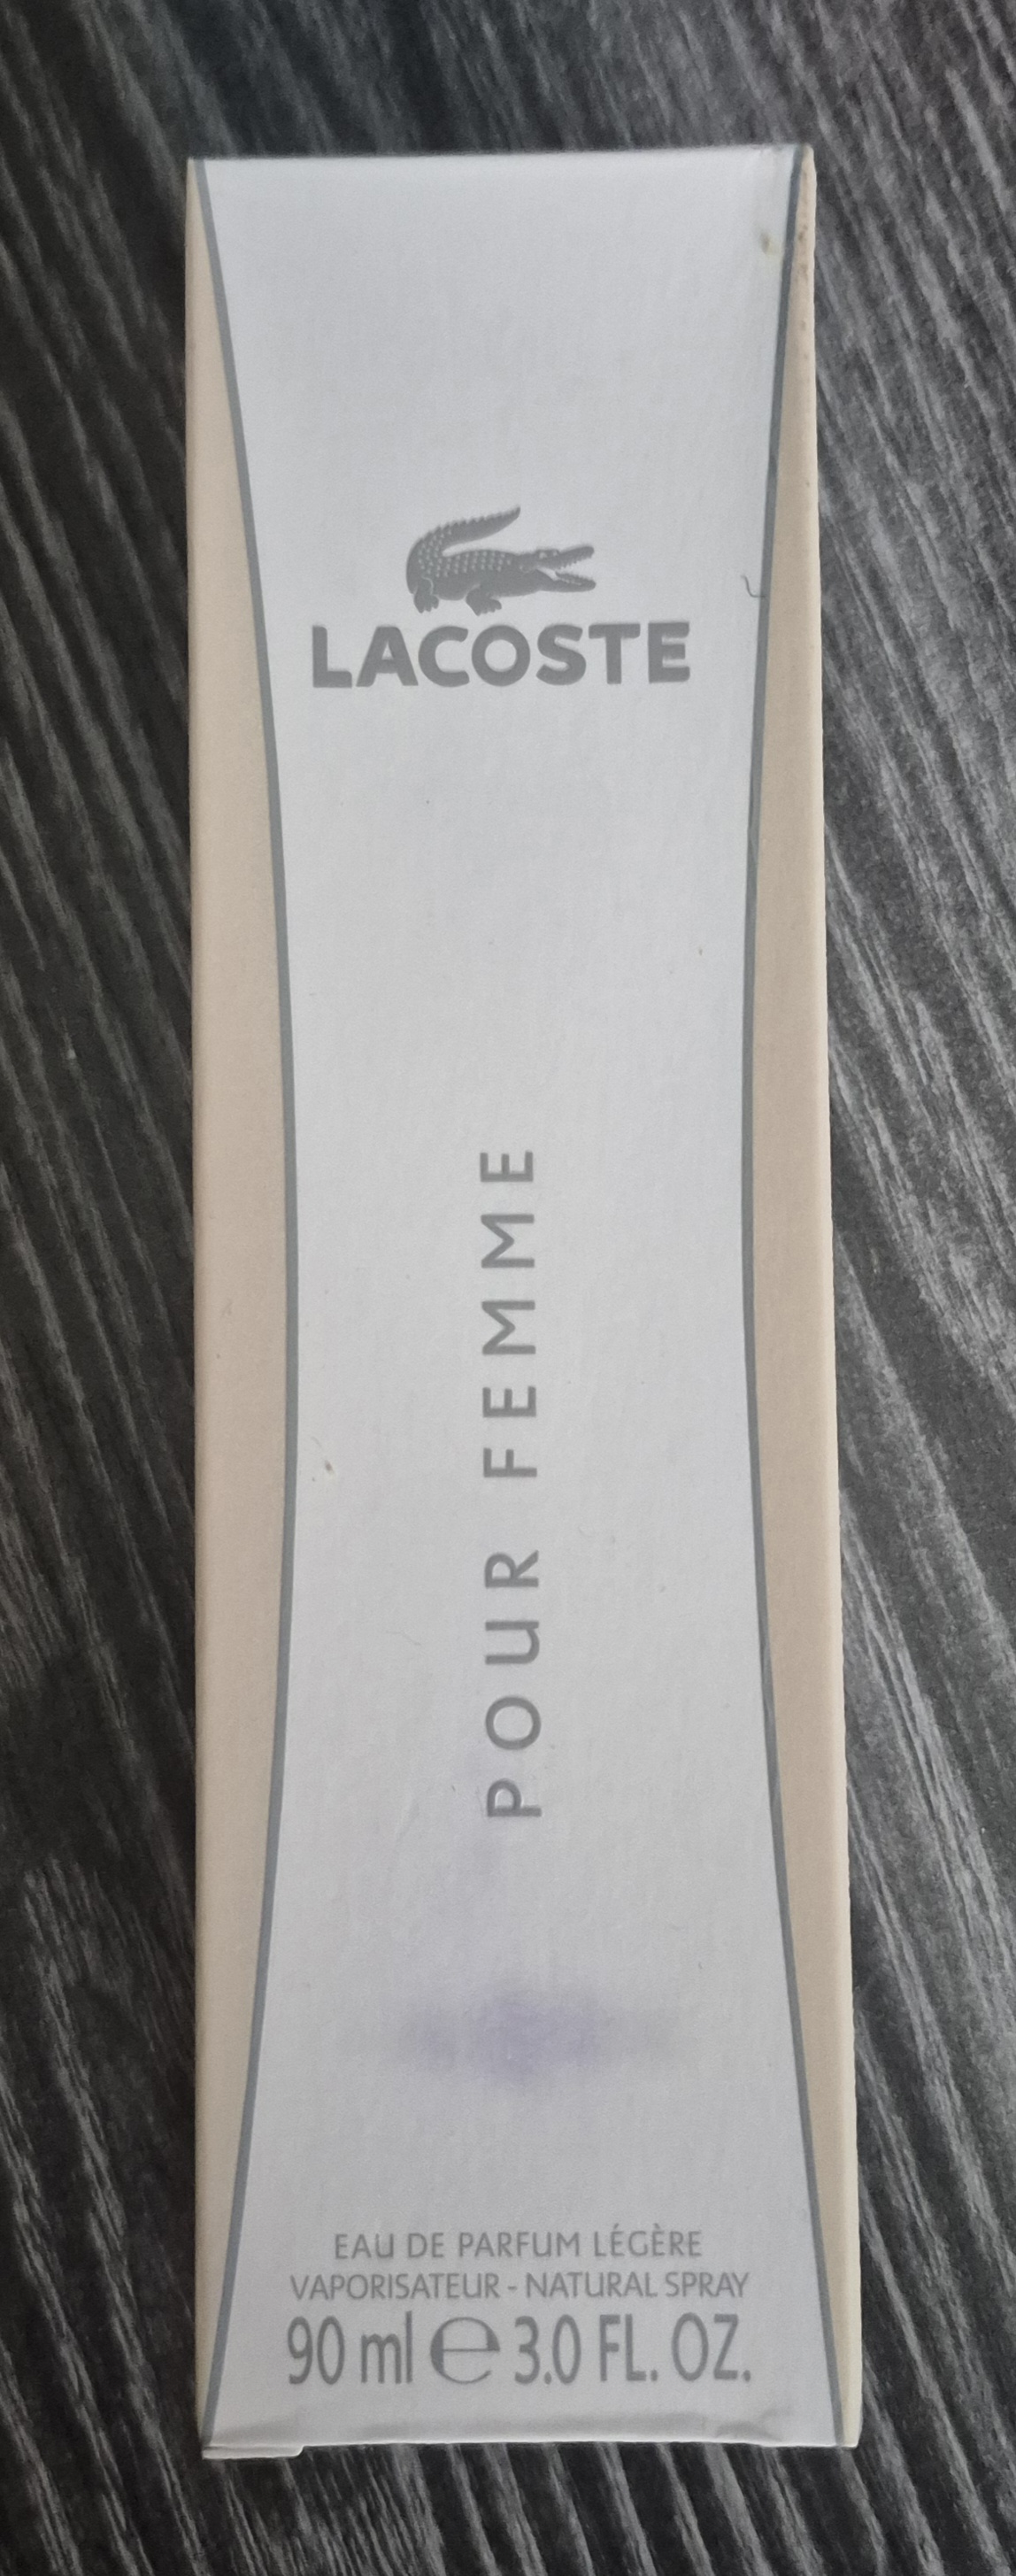 LACOSTE
POUR FEMME
EAU DE PARFUM LÉGÈRE
VAPORISATEUR - NATURAL SPRAY
90 ml ℮ 3.0 FL. OZ.